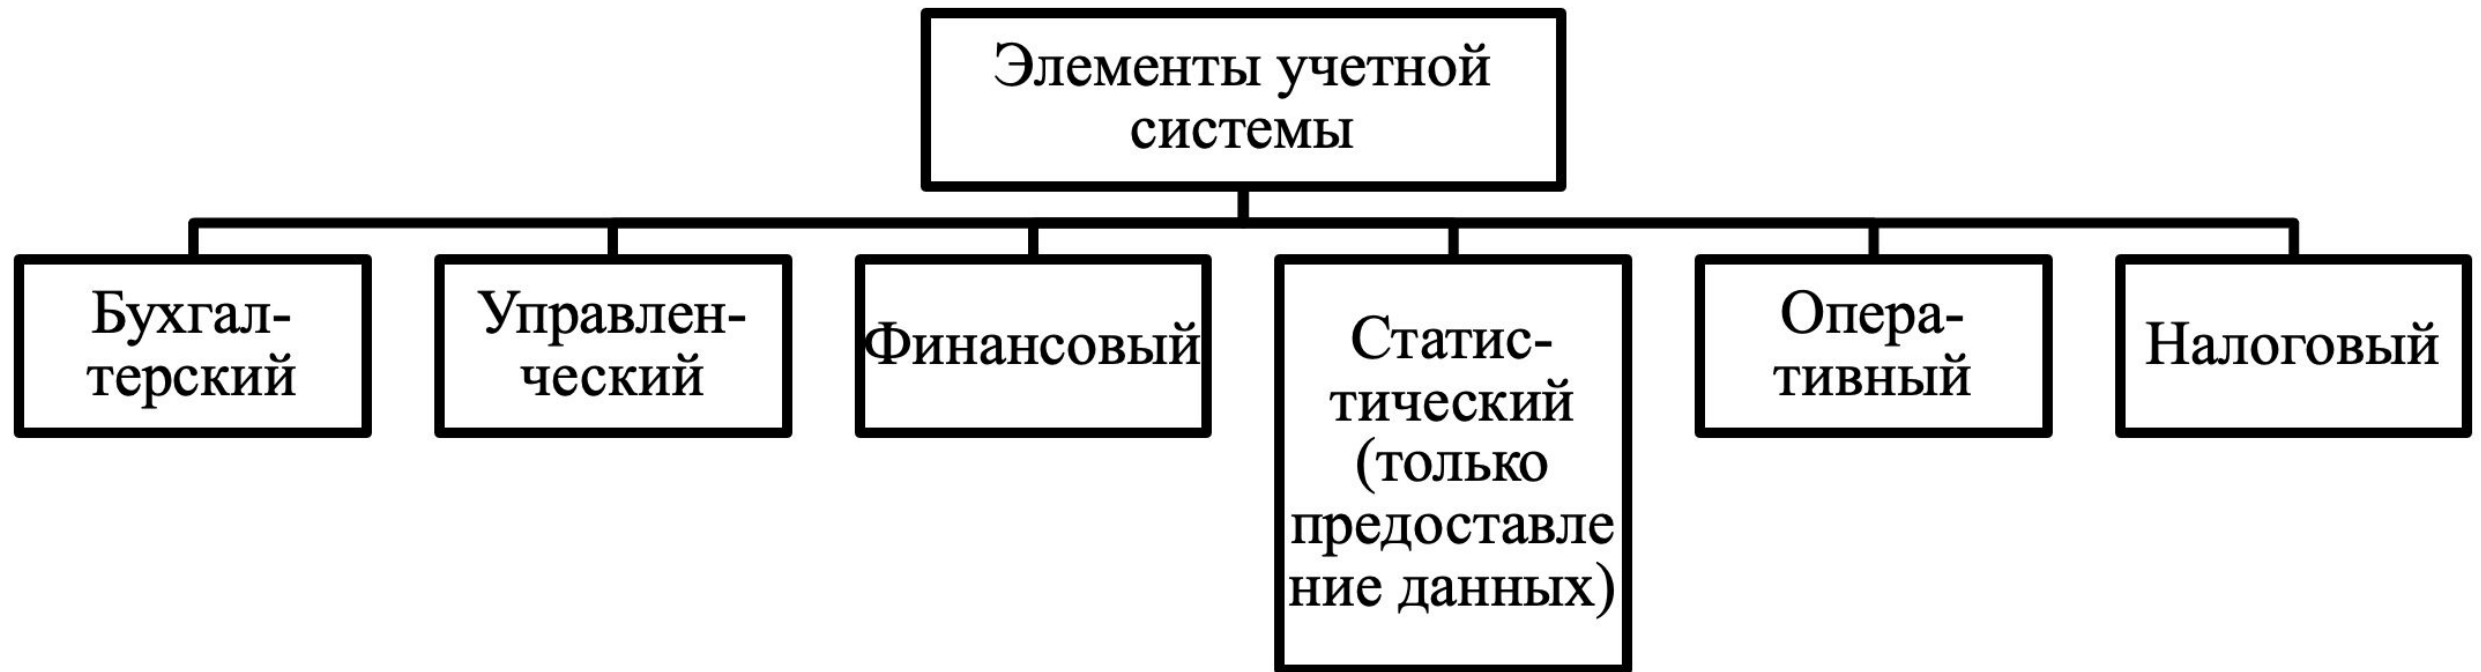 Элементы учетной
системы
Бухгал-
терский
Управлен-
ческий
Финансовый
Статис-
тический
(только
предоставле
ние данных)
Опера-
тивный
Налоговый